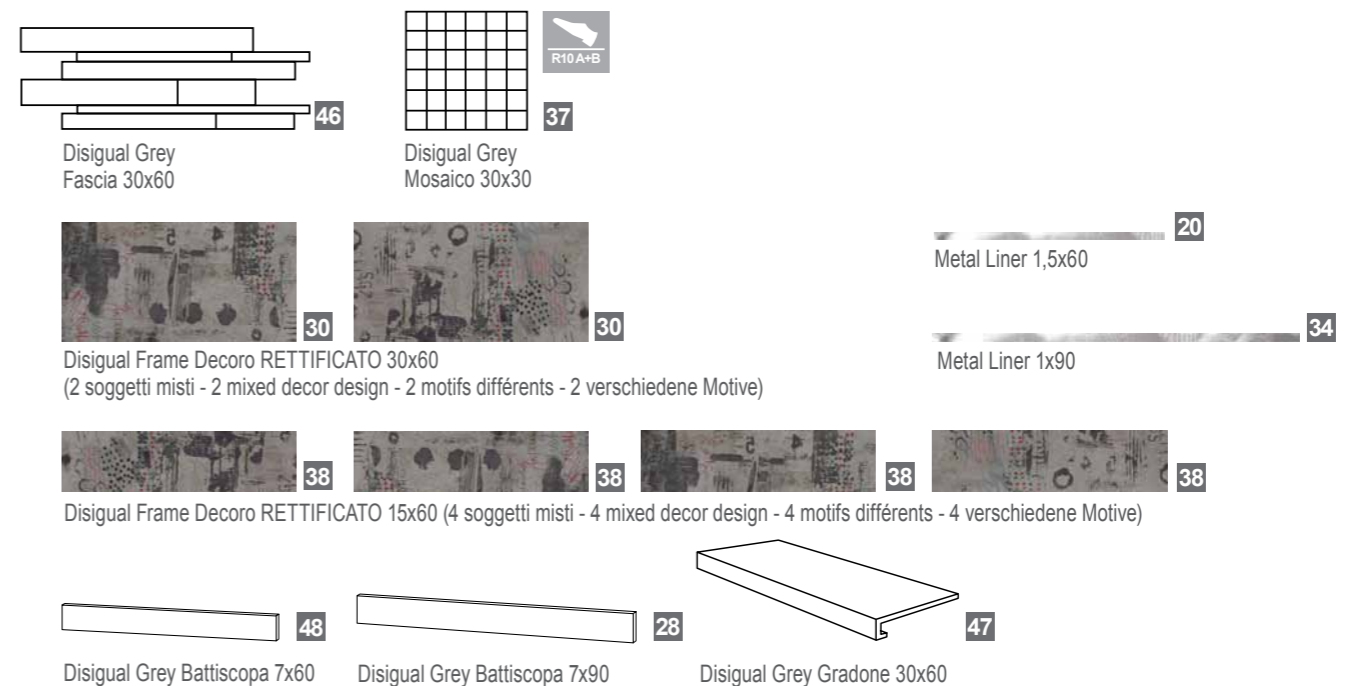 R10 A+B
46
37
Disigual Grey
Fascia 30x60
Disigual Grey
Mosaico 30x30
20
Metal Liner 1,5x60
30
30
34
Disigual Frame Decoro RETTIFICATO 30x60
(2 soggetti misti - 2 mixed decor design - 2 motifs différents - 2 verschiedene Motive)
Metal Liner 1x90
38
38
38
38
Disigual Frame Decoro RETTIFICATO 15x60 (4 soggetti misti - 4 mixed decor design - 4 motifs différents - 4 verschiedene Motive)
48
28
47
Disigual Grey Battiscopa 7x60
Disigual Grey Battiscopa 7x90
Disigual Grey Gradone 30x60